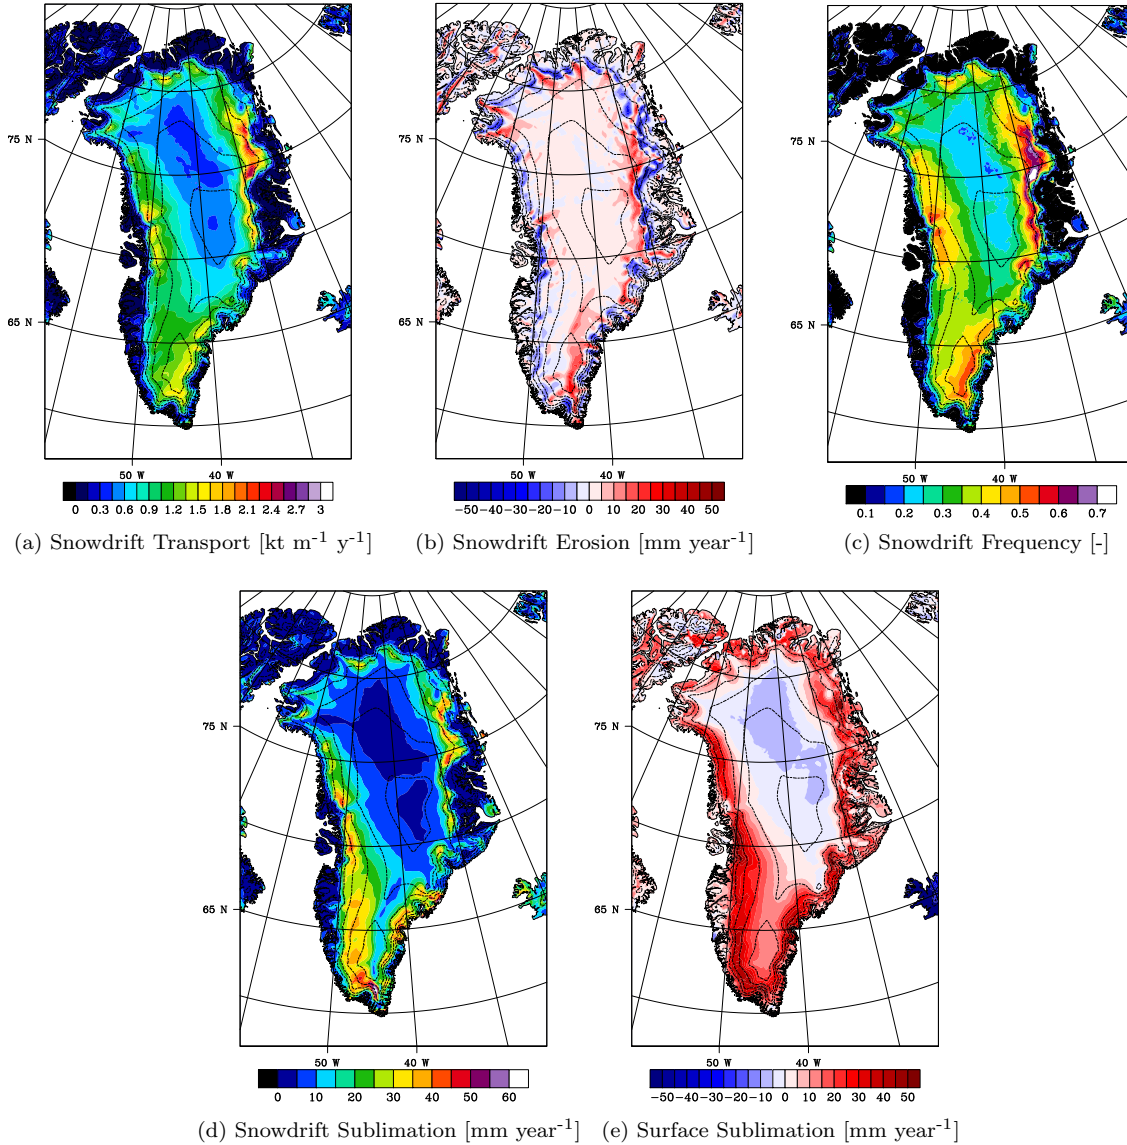 75 N
65 N
50 W 40 W
0 0.3 0.6 0.9 1.2 1.5 1.8 2.1 2.4 2.7 3
(a) Snowdrift Transport [kt m-1 y-1]
50 W 40 W
-50 -40 -30 -20 -10 0 10 20 30 40 50
(b) Snowdrift Erosion [mm year-1]
75 N
65 N
50 W 40 W
0.1 0.2 0.3 0.4 0.5 0.6 0.7
(c) Snowdrift Frequency [-]
75 N
65 N
50 W 40 W
0 10 20 30 40 50 60
(d) Snowdrift Sublimation [mm year-1]
75 N
65 N
50 W 40 W
-50 -40 -30 -20 -10 0 10 20 30 40 50
(e) Surface Sublimation [mm year-1]